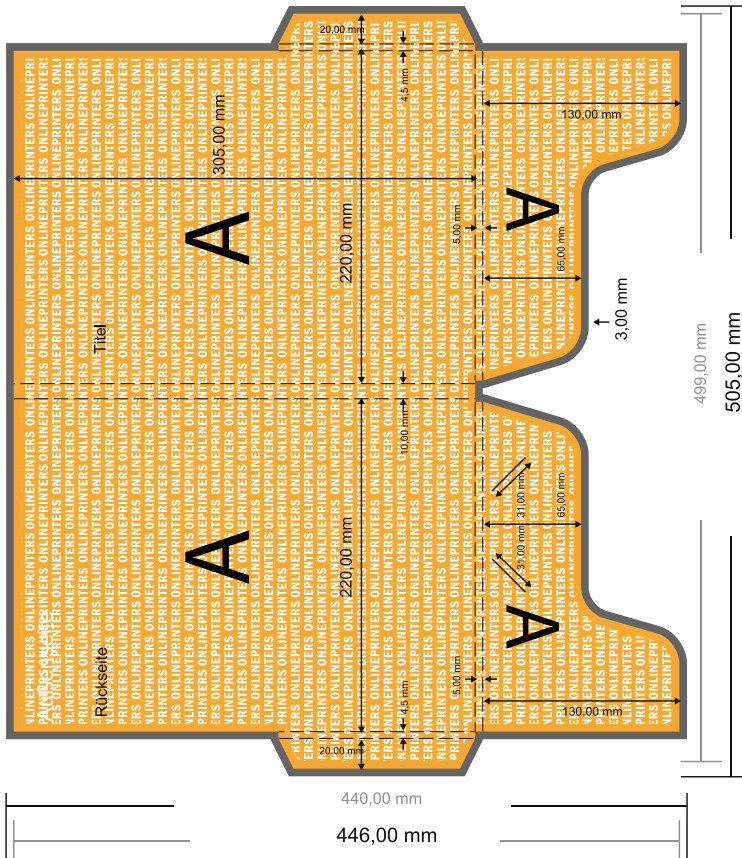 20,00 mm
4,5 mm
130,00 mm
305,00 mm
A
A
5,00 mm
220,00 mm
65,00 mm
3,00 mm
Titel
499,00 mm
505,00 mm
ONLINEPRINTERS ONLINEPRINTERS ONLINEPRINTERS
10,00 mm
31,00 mm
65,00 mm
31,00 mm
220,00 mm
A
A
Außenseite
Rückseite
5,00 mm
4,5
130,00 mm
20,00 mm
440,00 mm
446,00 mm